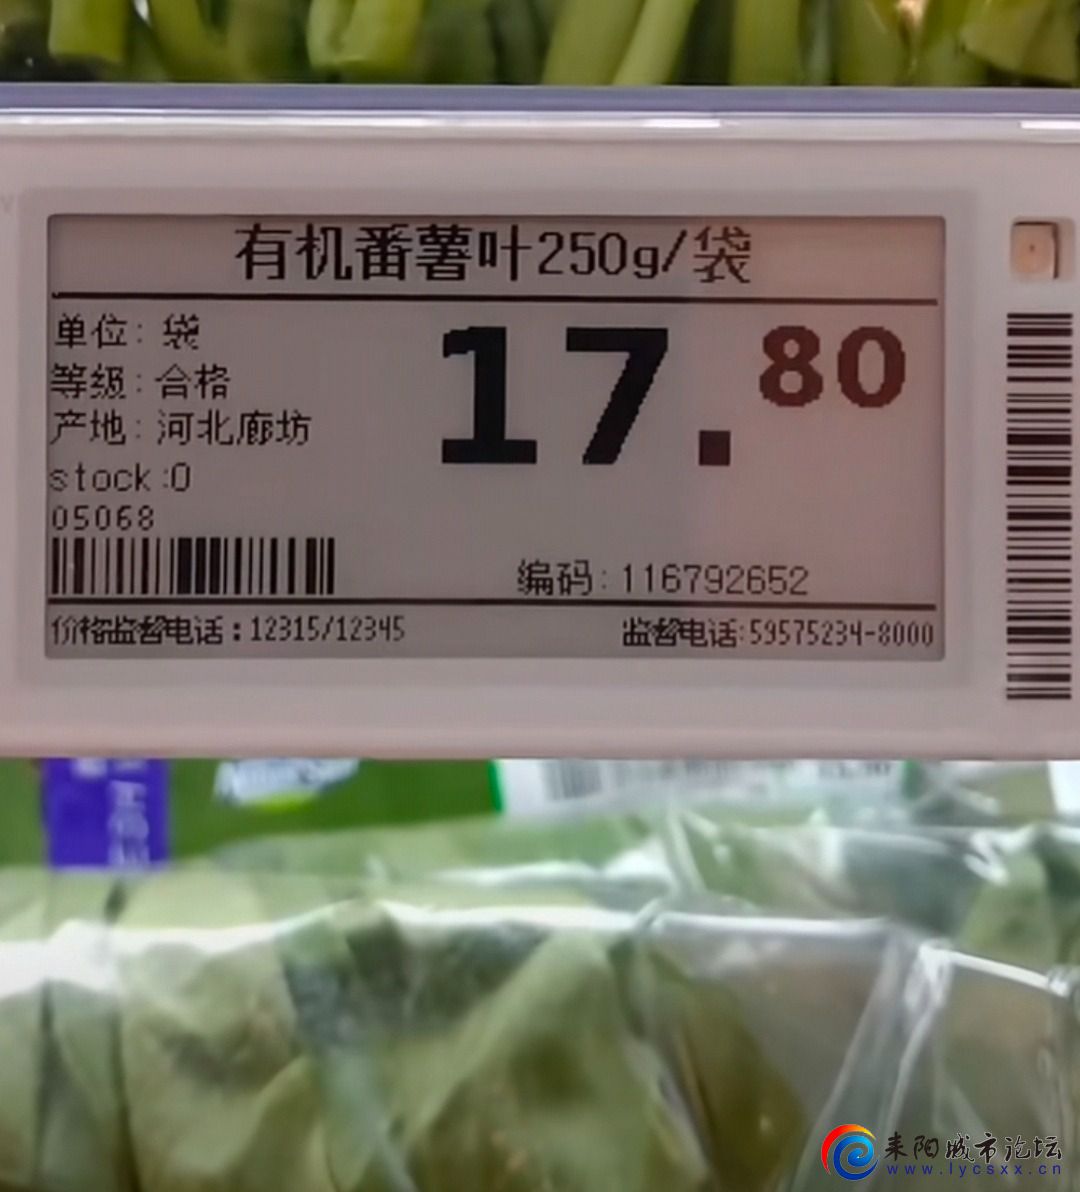 有机番薯叶250g/袋
单位：袋
17.80
等级：合格
产地：河北廊坊
stock:0
05068
编码：116792652
价格监督电话：12315/12345
监督电话:59575234-8000
耒阳城市论坛
www.lycsxx.cn